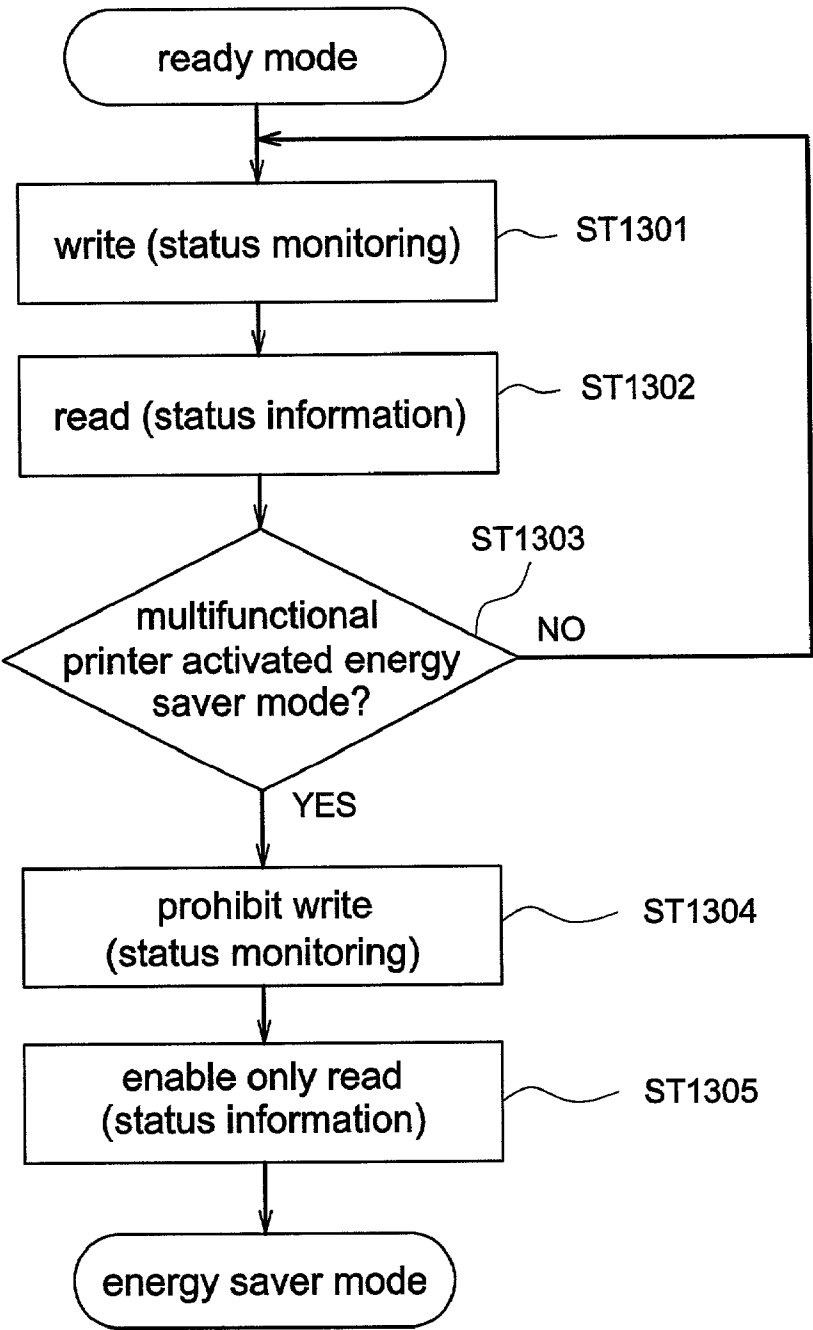 ready mode
write (status monitoring)
ST1301
read (status information)
ST1302
ST1303
multifunctional
printer activated energy
saver mode?
NO
YES
prohibit write
(status monitoring)
ST1304
enable only read
(status information)
ST1305
energy saver mode